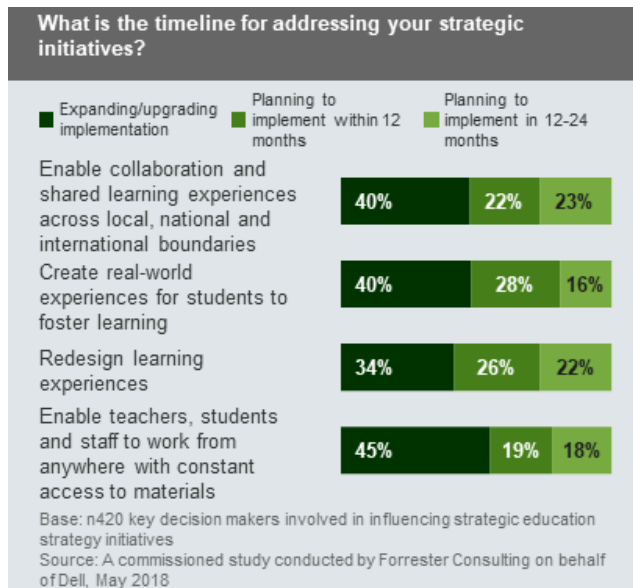 What is the timeline for addressing your strategic
initiatives?
Expanding/upgrading
implementation
Planning to
implement within 12
months
Planning to
implement in 12-24
months
Enable collaboration and
shared learning experiences
across local, national and
international boundaries
40% 22% 23%
Create real-world
experiences for students to
foster learning
40% 28% 16%
Redesign learning
experiences
34% 26% 22%
Enable teachers, students
and staff to work from
anywhere with constant
access to materials
45% 19% 18%
Base: n420 key decision makers involved in influencing strategic education
strategy initiatives
Source: A commissioned study conducted by Forrester Consulting on behalf
of Dell, May 2018